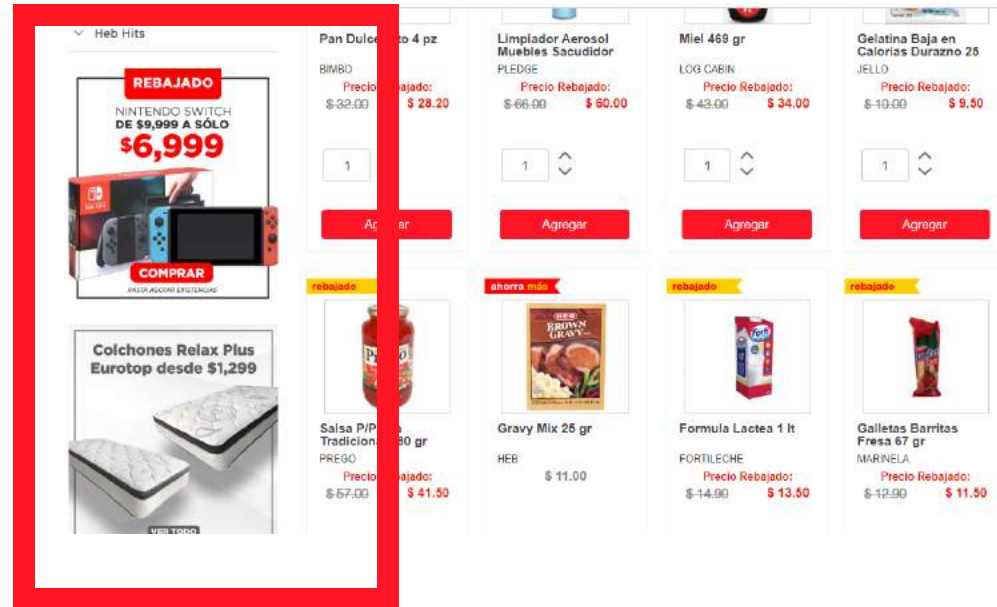 Heb Hits
REBAJADO
NINTENDO SWITCH
DE $9,999 A SÓLO
$6,999
COMPRAR
HASTA AGOTAR EXISTENCIAS
Colchones Relax Plus
Eurotop desde $1,299
VER TODO
Pan Dulce to 4 pz
BIMBO
Precio ajado:
$ 32.00 $ 28.20
1
Ag ar
Limpiador Aerosol
Muebles Sacudidor
PLEDGE
Precio Rebajado:
$ 66.00 $ 60.00
1
Agregar
Miel 469 gr
LOG CABIN
Precio Rebajado:
$ 43.00 $ 34.00
1
Agregar
Gelatina Baja en
Calorias Durazno 25
JELLO
Precio Rebajado:
$ 10.00 $ 9.50
1
Agregar
rebajado
Salsa P/P a
Tradiciona 80 gr
PREGO
Precio ajado:
$ 57.00 $ 41.50
ahorra más
HEB
BROWN
GRAVY
Gravy Mix 25 gr
HEB
$ 11.00
rebajado
Forti
Formula Lactea 1 lt
FORTILECHE
Precio Rebajado:
$ 14.90 $ 13.50
rebajado
Galletas Barritas
Fresa 67 gr
MARINELA
Precio Rebajado:
$ 12.90 $ 11.50